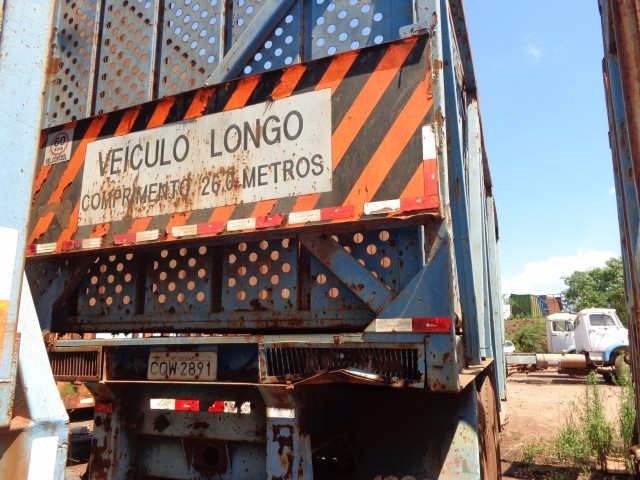 60
VEÍCULO LONGO
COMPRIMENTO 26,0 METROS
CQW 2891